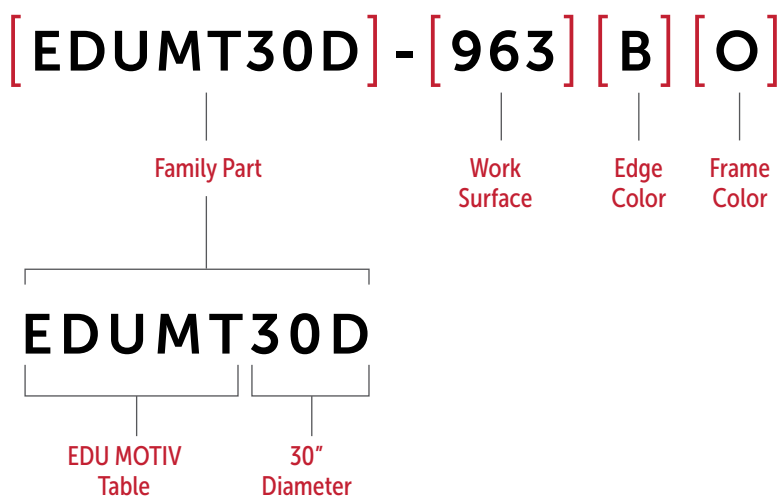 [EDUMT30D] - [963] [B] [O]
Family Part
Work
Surface
Edge
Color
Frame
Color
EDUMT30D
EDU MOTIV
Table
30”
Diameter